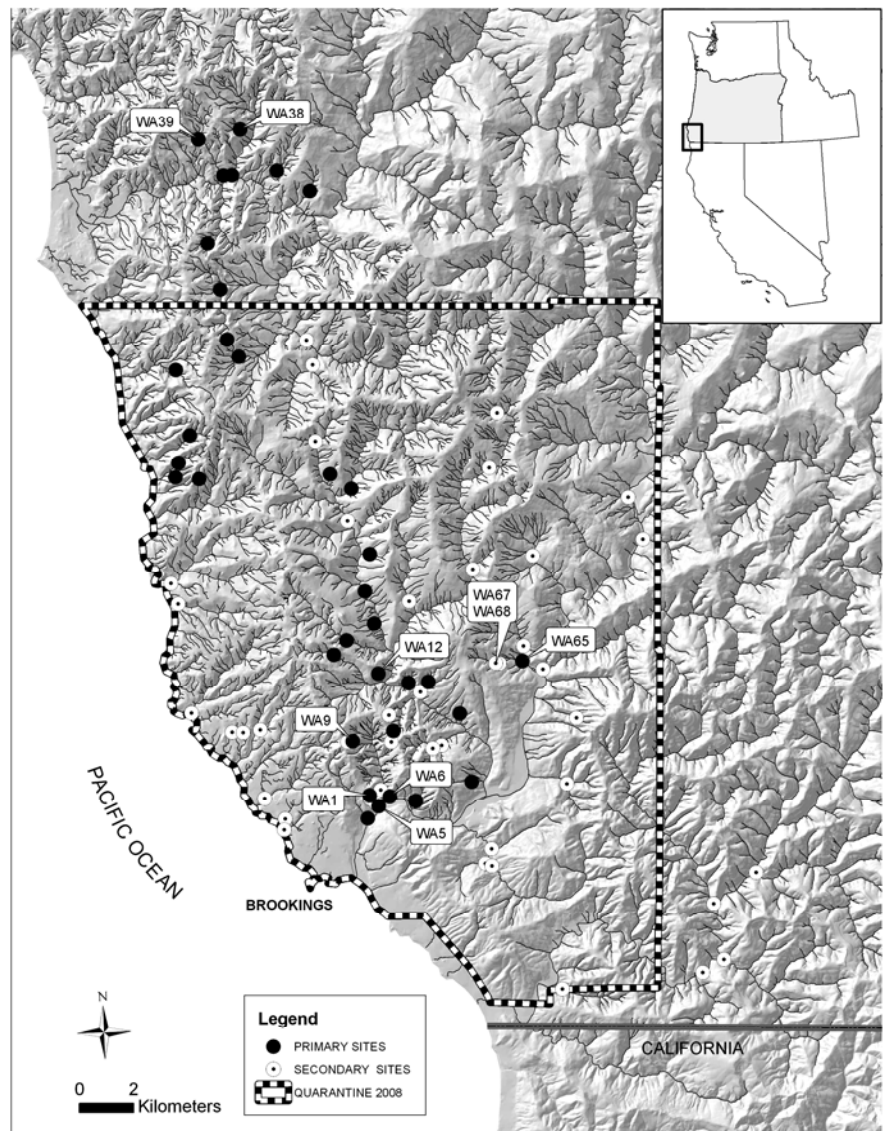 WA39
WA38
WA67
WA68
WA65
WA12
WA9
WA6
WA1
WA5
PACIFIC OCEAN
BROOKINGS
N
0 2
Kilometers
Legend
PRIMARY SITES
SECONDARY SITES
QUARANTINE 2008
CALIFORNIA